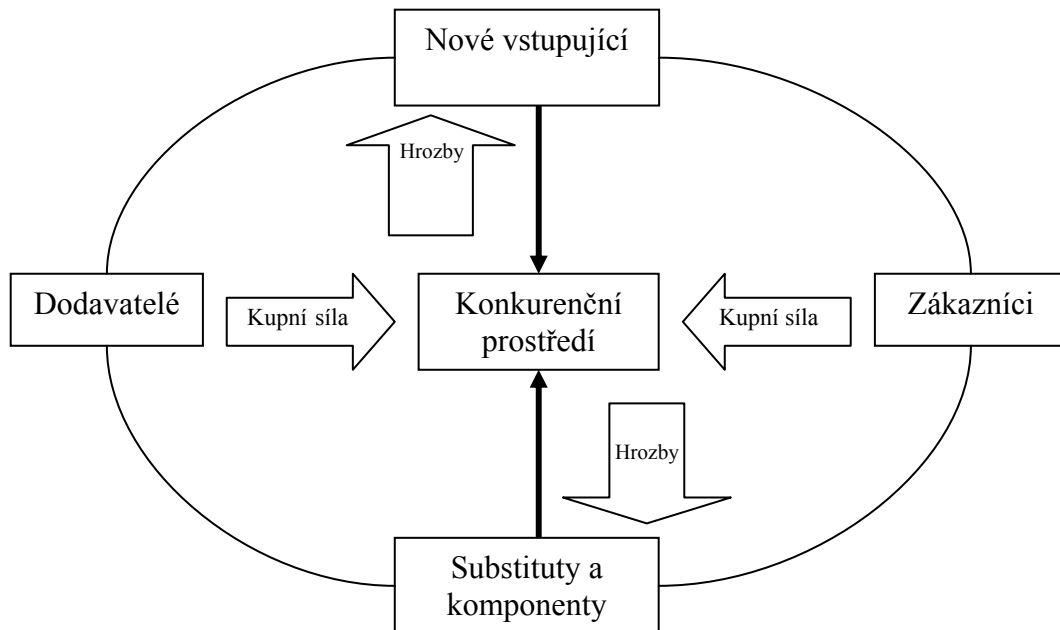 Nové vstupující
Hrozby
Dodavatelé
Kupní síla
Konkurenční
prostředí
Kupní síla
Zákazníci
Hrozby
Substituty a
komponenty